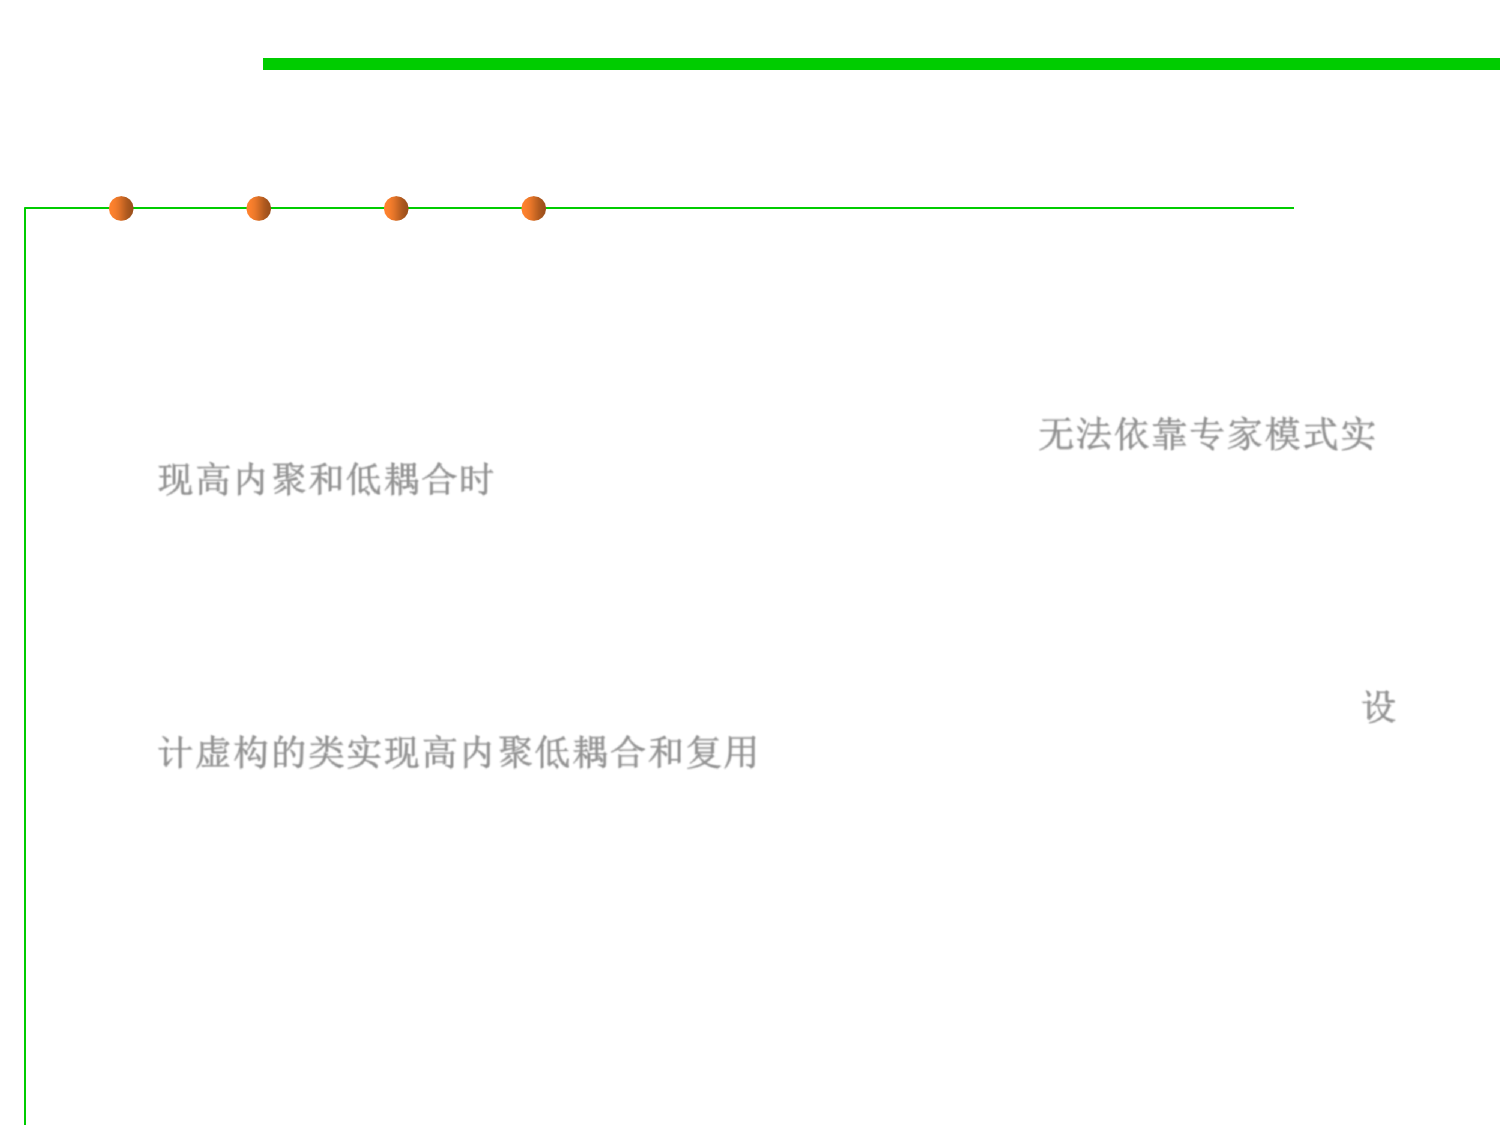 无法依靠专家模式实
现高内聚和低耦合时
设
计虚构的类实现高内聚低耦合和复用